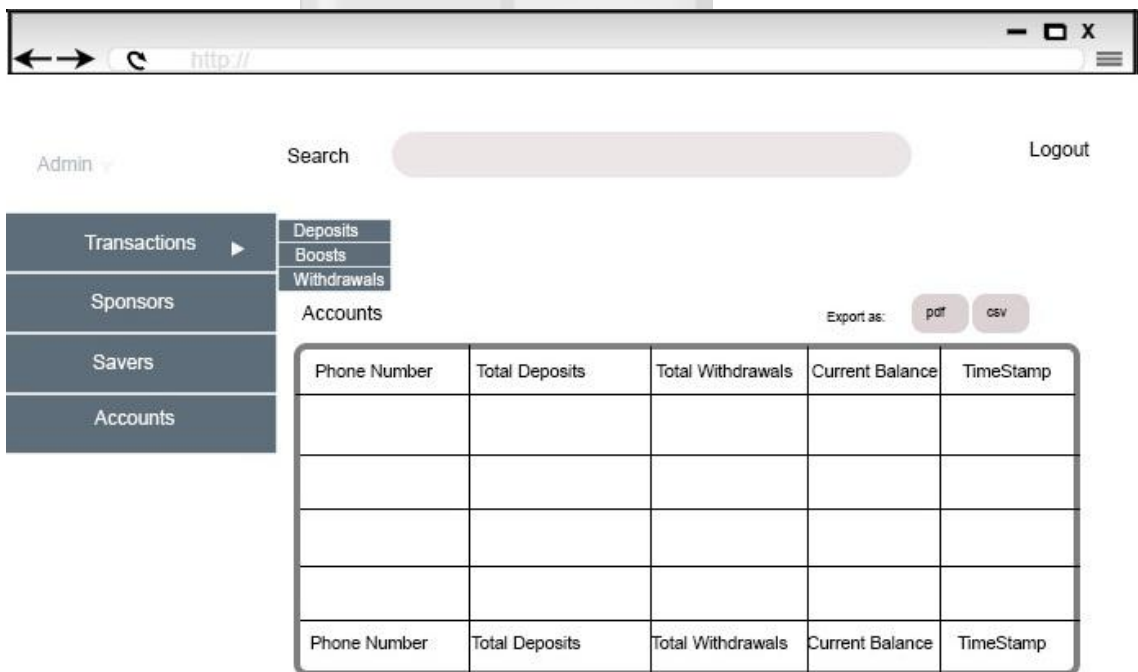 X
http://
Admin
Search
Logout
Transactions
Deposits
Boosts
Withdrawals
Sponsors
Savers
Accounts
Accounts
Export as:
pdf
csv
Phone Number Total Deposits Total Withdrawals Current Balance TimeStamp
Phone Number Total Deposits Total Withdrawals Current Balance TimeStamp